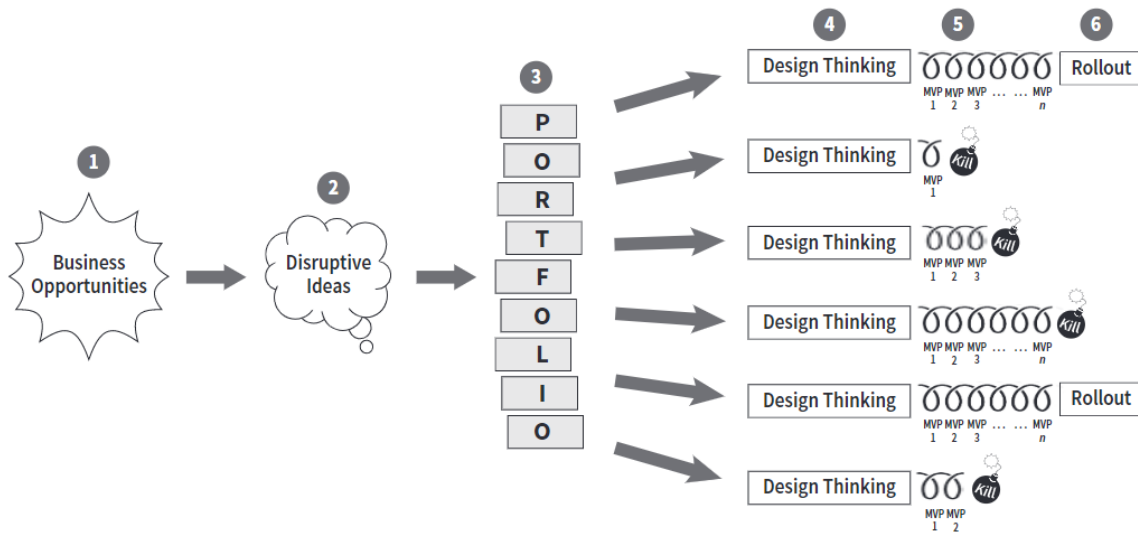 1
Business
Opportunities
2
Disruptive
Ideas
3
P
O
R
T
F
O
L
I
O
4
5
6
Design Thinking
MVP MVP MVP ... ... MVP
1 2 3 n
Rollout
Design Thinking
MVP
1
Kill
Design Thinking
MVP MVP MVP
1 2 3
Kill
Design Thinking
MVP MVP MVP ... ... MVP
1 2 3 n
Kill
Design Thinking
MVP MVP MVP ... ... MVP
1 2 3 n
Rollout
Design Thinking
MVP MVP
1 2
Kill